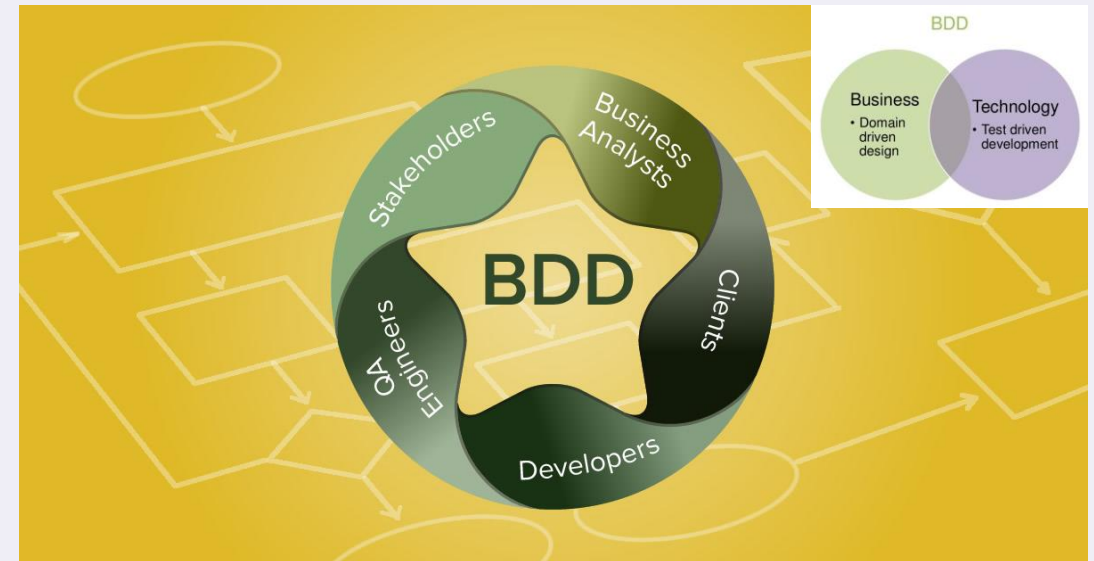 BDD
Business
• Domain
driven
design
Technology
• Test driven
development
Stakeholders
Business
Analysts
Clients
Developers
QA
Engineers
BDD